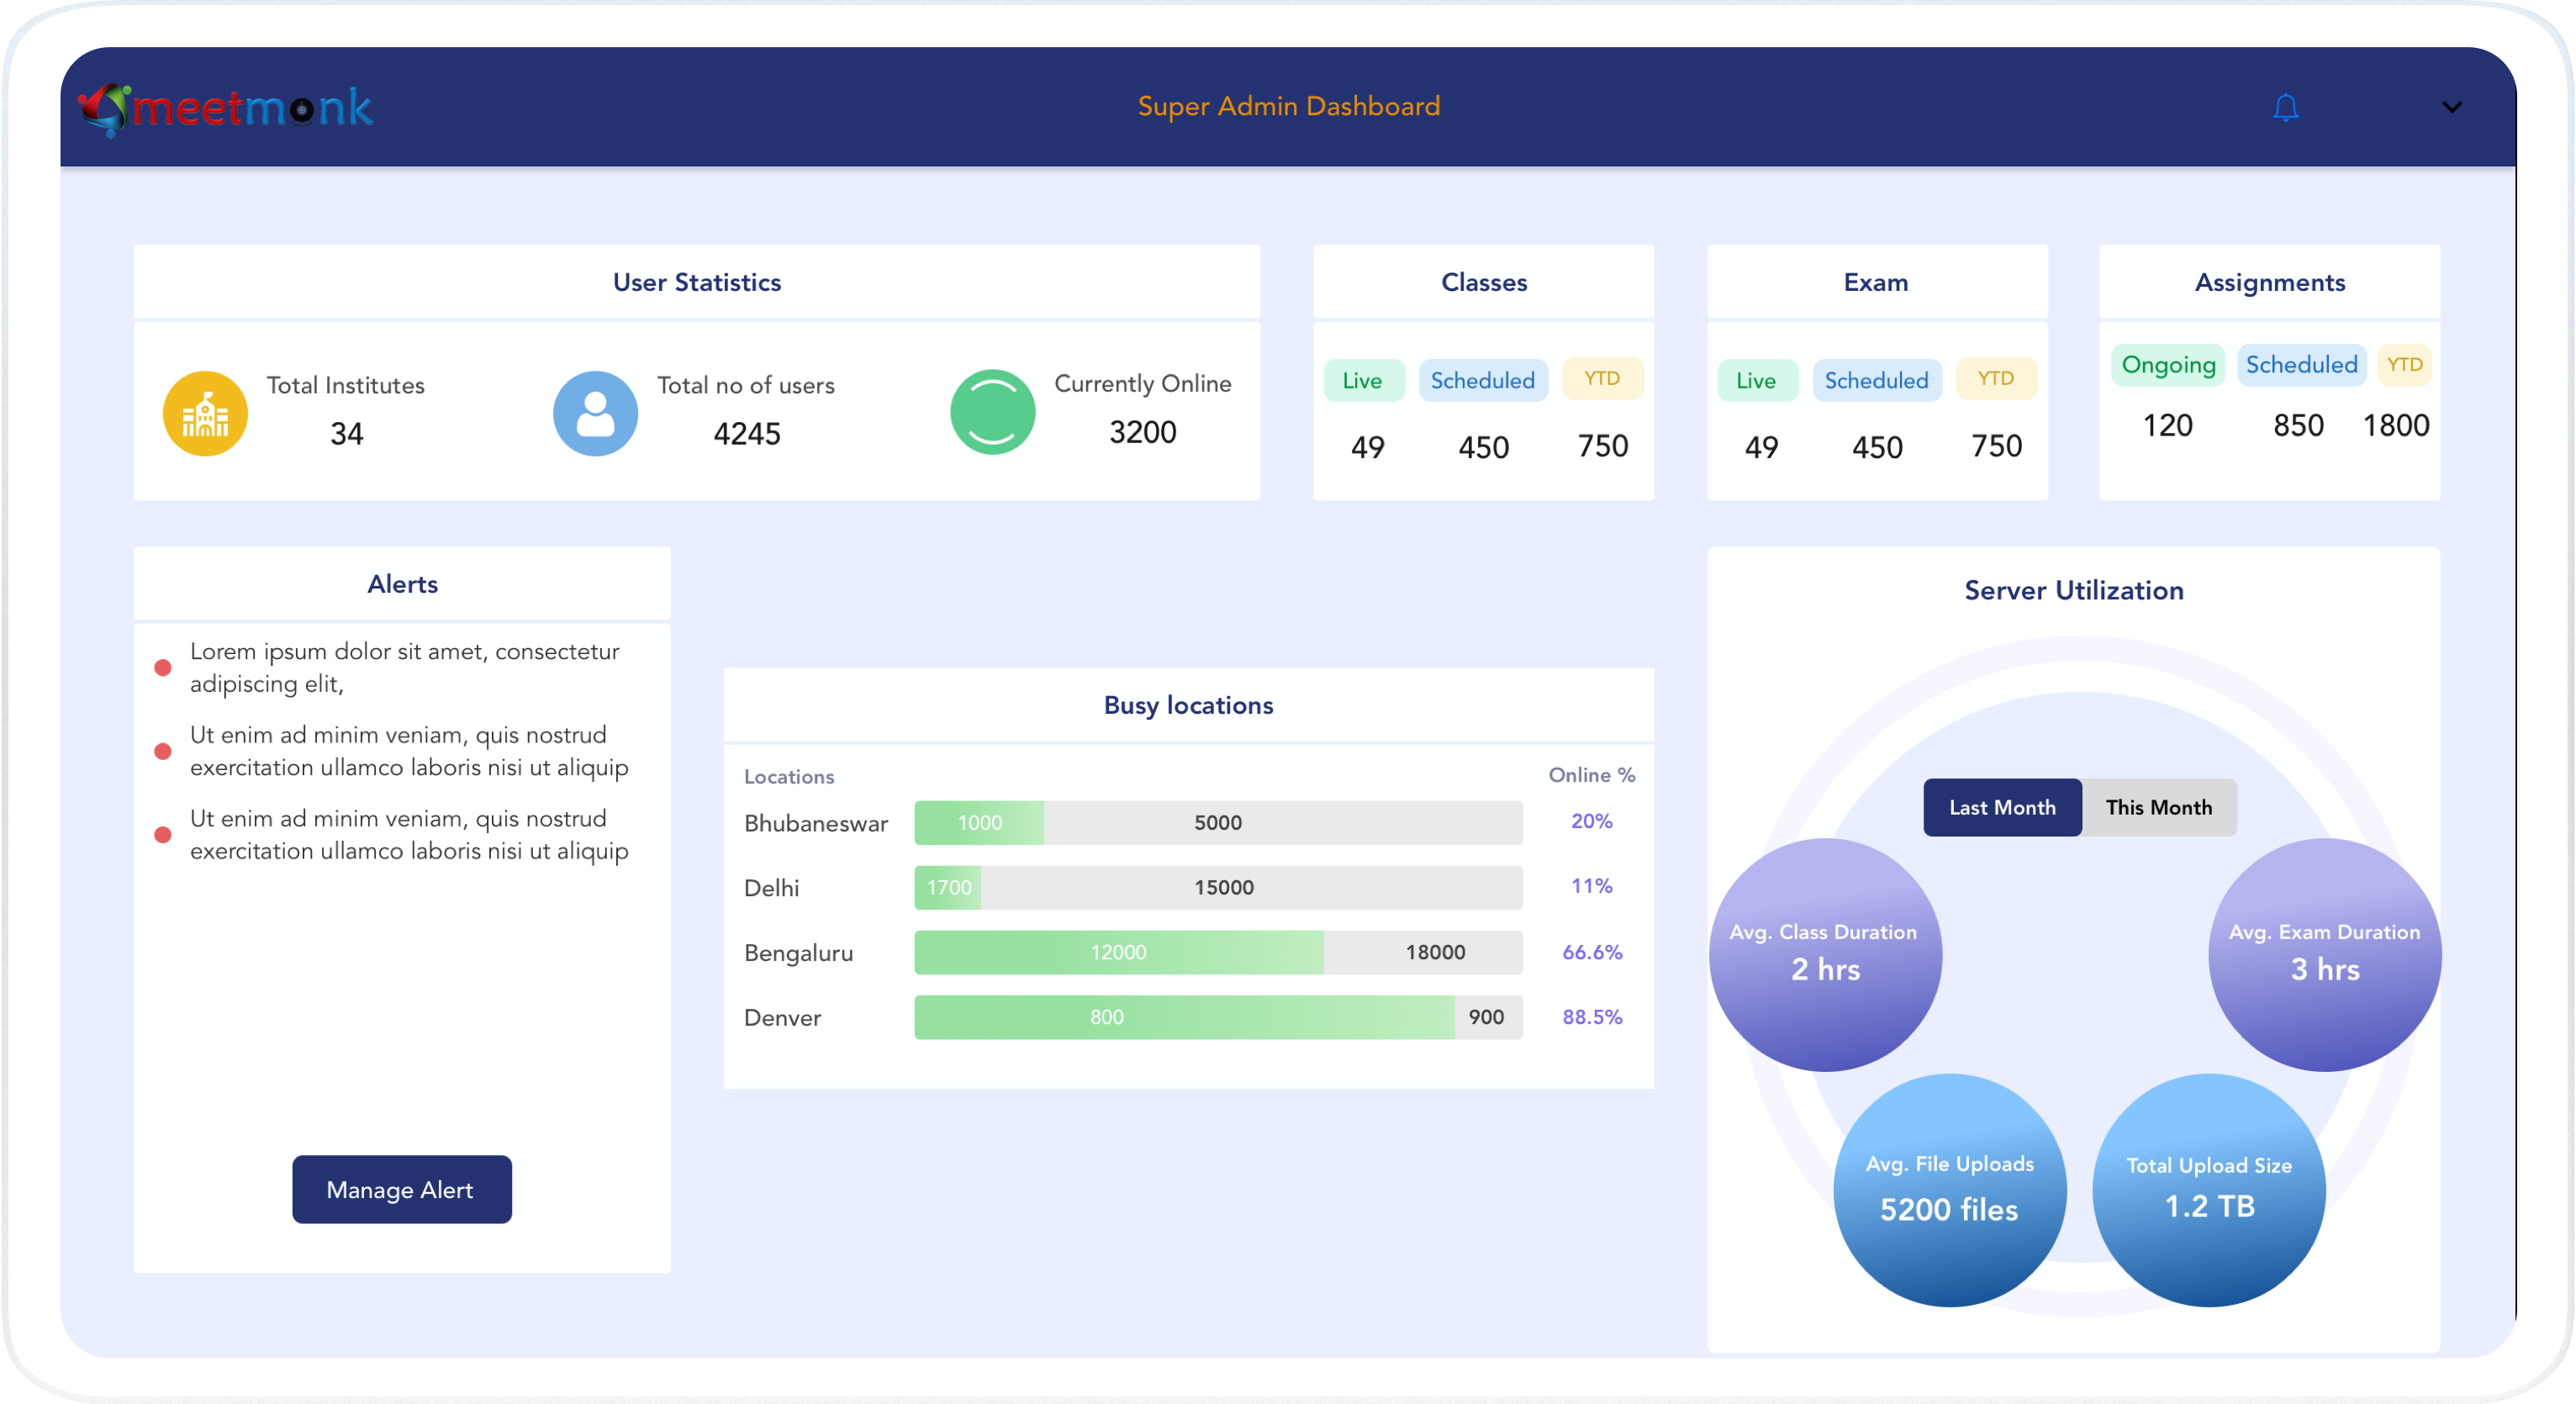 meetmonk
Super Admin Dashboard
User Statistics
Total Institutes
34
Total no of users
4245
Currently Online
3200
Classes
Live Scheduled YTD
49 450 750
Exam
Live Scheduled YTD
49 450 750
Assignments
Ongoing Scheduled YTD
120 850 1800
Alerts
Lorem ipsum dolor sit amet, consectetur
adipiscing elit,
Ut enim ad minim veniam, quis nostrud
exercitation ullamco laboris nisi ut aliquip
Ut enim ad minim veniam, quis nostrud
exercitation ullamco laboris nisi ut aliquip
Manage Alert
Busy locations
Locations Online %
Bhubaneswar 1000 5000 20%
Delhi 1700 15000 11%
Bengaluru 12000 18000 66.6%
Denver 800 900 88.5%
Server Utilization
Last Month This Month
Avg. Class Duration
2 hrs
Avg. Exam Duration
3 hrs
Avg. File Uploads
5200 files
Total Upload Size
1.2 TB